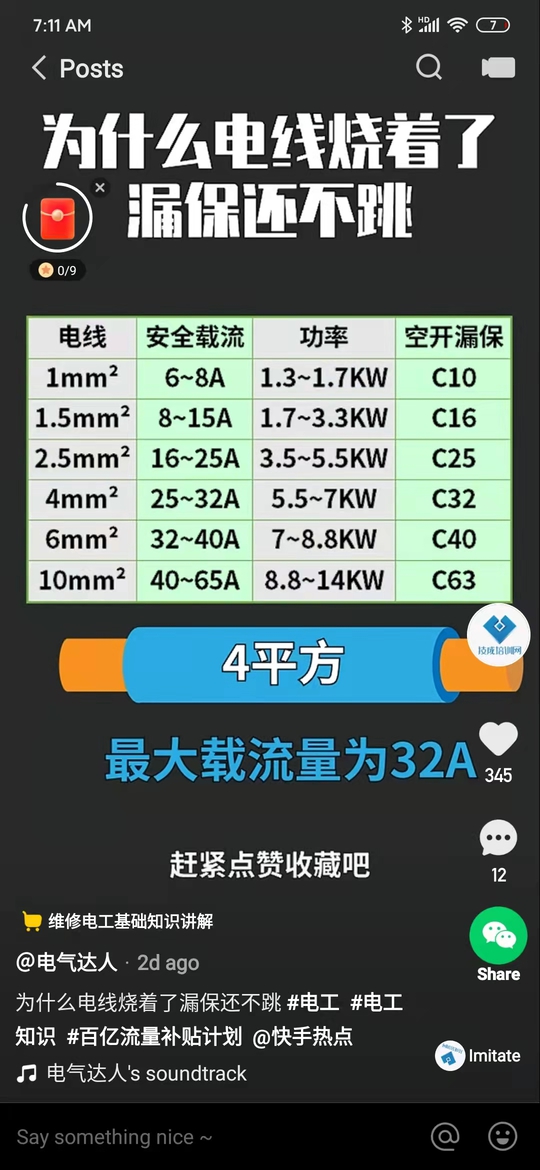 7:11 AM
HD
7
Posts
为什么电线烧着了
漏保还不跳
0/9
电线 安全载流 功率 空开漏保
1mm² 6~8A 1.3~1.7KW C10
1.5mm² 8~15A 1.7~3.3KW C16
2.5mm² 16~25A 3.5~5.5KW C25
4mm² 25~32A 5.5~7KW C32
6mm² 32~40A 7~8.8KW C40
10mm² 40~65A 8.8~14KW C63
4平方
技成培训网
最大载流量为32A
345
赶紧点赞收藏吧
12
维修电工基础知识讲解
@电气达人 · 2d ago
Share
为什么电线烧着了漏保还不跳 #电工 #电工
知识 #百亿流量补贴计划 @快手热点
Imitate
电气达人's soundtrack
Say something nice ~